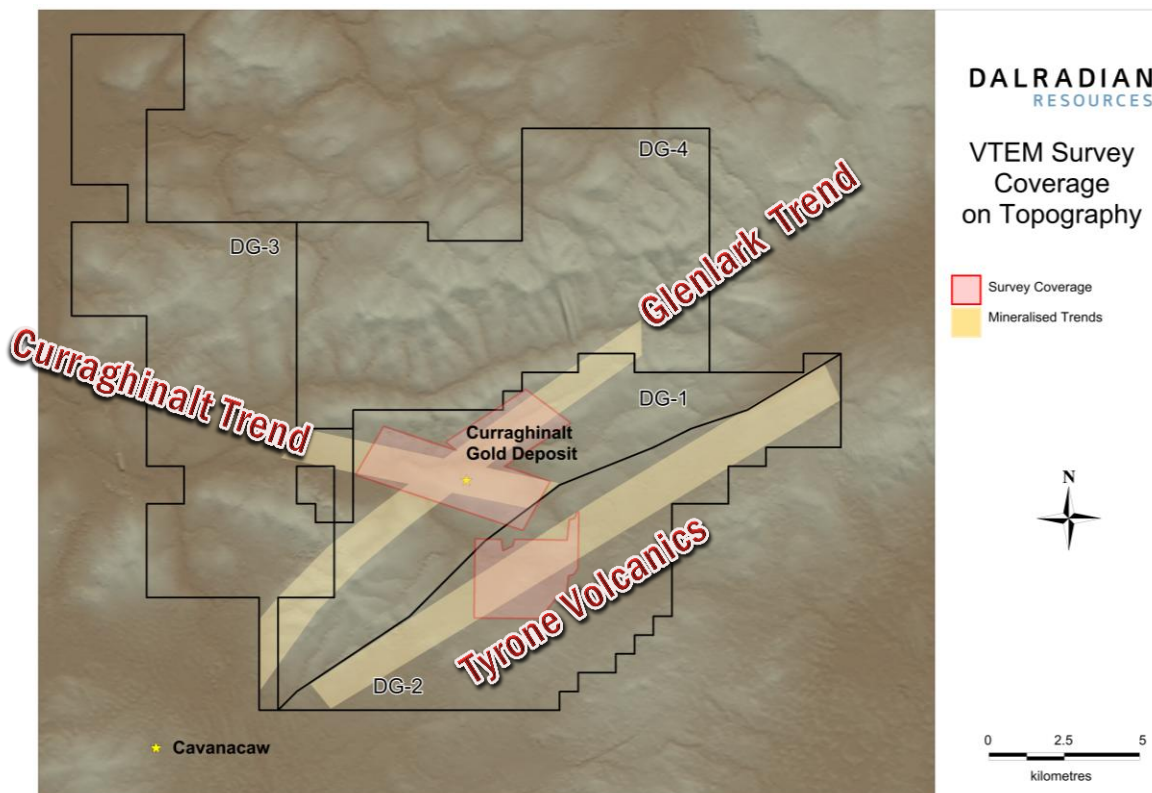 DALRADIAN
RESOURCES
VTEM Survey
Coverage
on Topography
Survey Coverage
Mineralised Trends
DG-4
DG-3
Glenlark Trend
Curraghinalt Trend
DG-1
Curraghinalt
Gold Deposit
Tyrone Volcanics
DG-2
Cavanacaw
N
0 2.5 5
kilometres